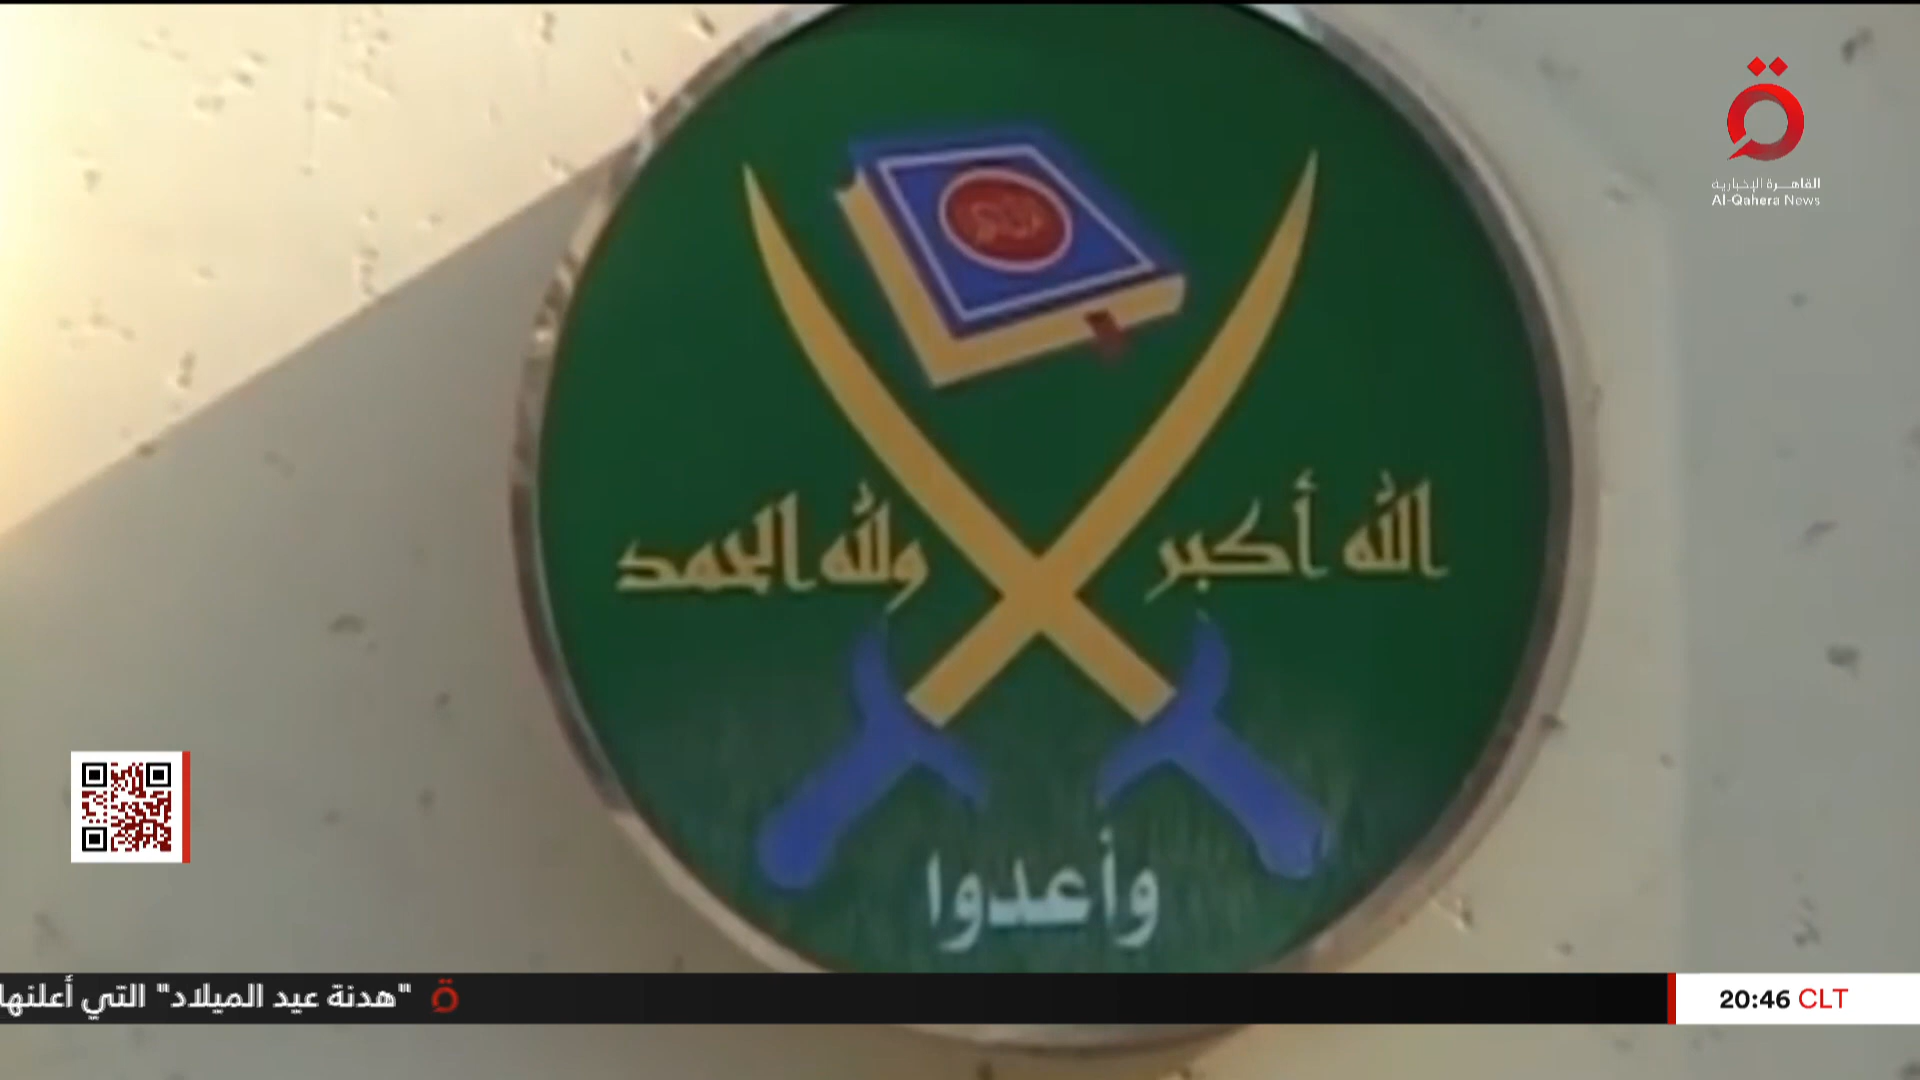 القاهرة الإخبارية
Al-Qahera News
الله أكبر ولله الحمد
وأعدوا
"هدنة عيد الميلاد" التي أعلنها
20:46 CLT